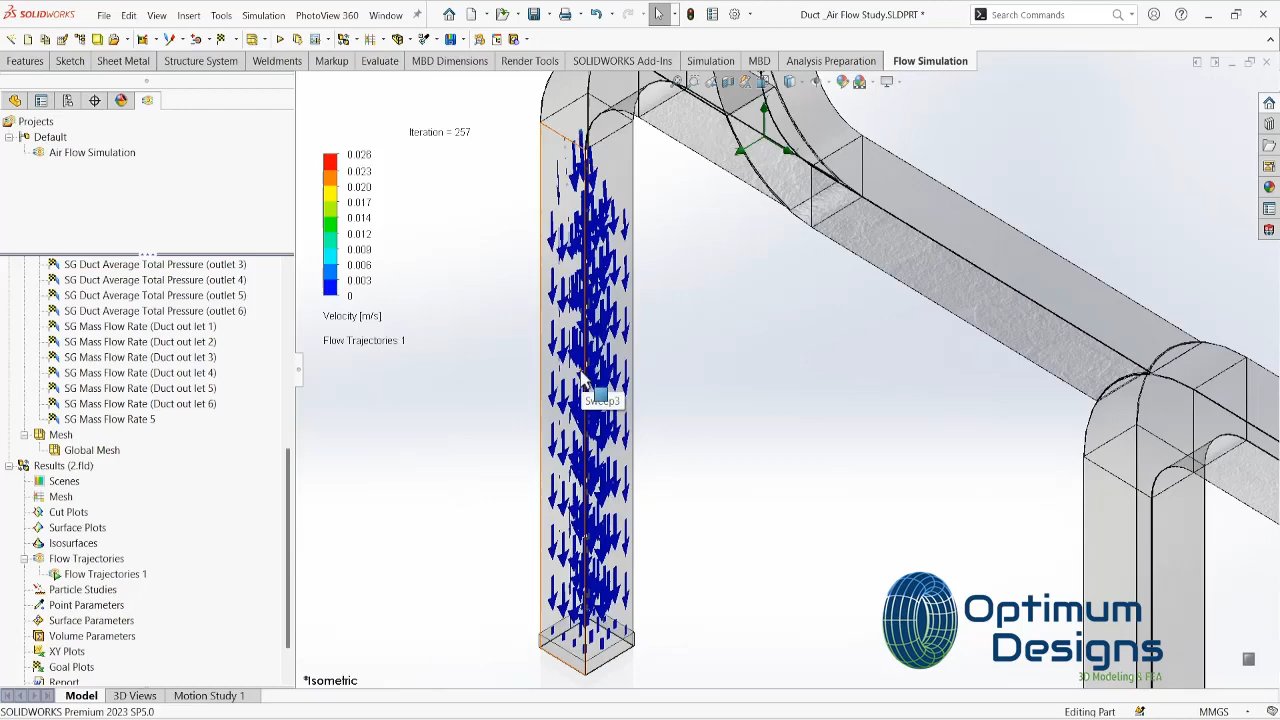 SOLIDWORKS
File
Edit
View
Insert
Tools
Simulation
PhotoView 360
Window
Duct _Air Flow Study.SLDPRT *
Search Commands
Features
Sketch
Sheet Metal
Structure System
Weldments
Markup
Evaluate
MBD Dimensions
Render Tools
SOLIDWORKS Add-Ins
Simulation
MBD
Analysis Preparation
Flow Simulation
Projects
Default
Air Flow Simulation
SG Duct Average Total Pressure (outlet 3)
SG Duct Average Total Pressure (outlet 4)
SG Duct Average Total Pressure (outlet 5)
SG Duct Average Total Pressure (outlet 6)
SG Mass Flow Rate (Duct out let 1)
SG Mass Flow Rate (Duct out let 2)
SG Mass Flow Rate (Duct out let 3)
SG Mass Flow Rate (Duct out let 4)
SG Mass Flow Rate (Duct out let 5)
SG Mass Flow Rate (Duct out let 6)
SG Mass Flow Rate 5
Mesh
Global Mesh
Results (2.fld)
Scenes
Mesh
Cut Plots
Surface Plots
Isosurfaces
Flow Trajectories
Flow Trajectories 1
Particle Studies
Point Parameters
Surface Parameters
Volume Parameters
XY Plots
Goal Plots
Report
Iteration = 257
0.026
0.023
0.020
0.017
0.014
0.012
0.009
0.006
0.003
0
Velocity [m/s]
Flow Trajectories 1
Sweep3
*Isometric
Optimum
Designs
3D Modeling & FEA
Model
3D Views
Motion Study 1
SOLIDWORKS Premium 2023 SP5.0
Editing Part
MMGS